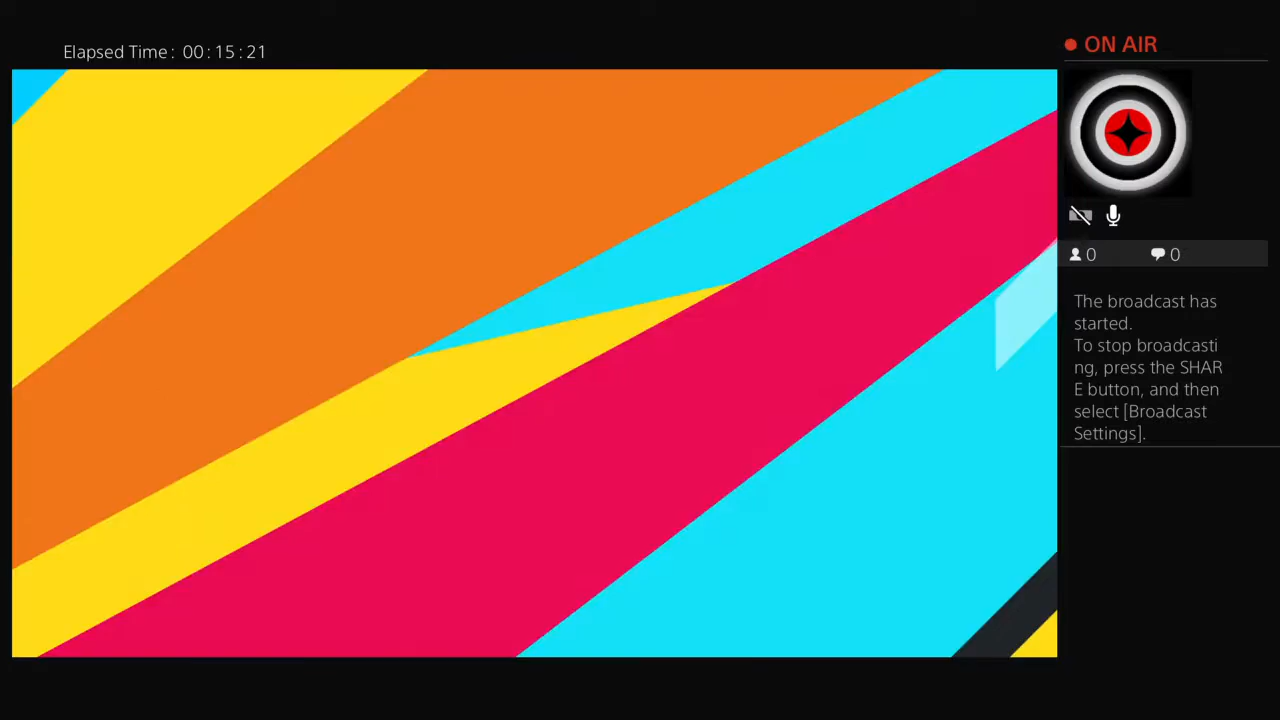 Elapsed Time: 00:15:21
ON AIR
0 0
The broadcast has
started.
To stop broadcasti
ng, press the SHAR
E button, and then
select [Broadcast
Settings].